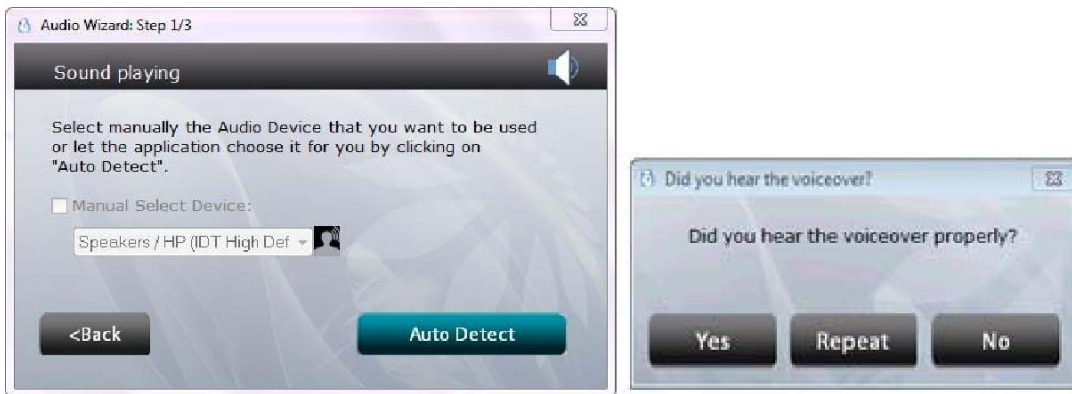 Audio Wizard: Step 1/3
Sound playing
Select manually the Audio Device that you want to be used
or let the application choose it for you by clicking on
"Auto Detect".
Manual Select Device:
Speakers / HP (IDT High Def
<Back
Auto Detect
Did you hear the voiceover?
Did you hear the voiceover properly?
Yes
Repeat
No